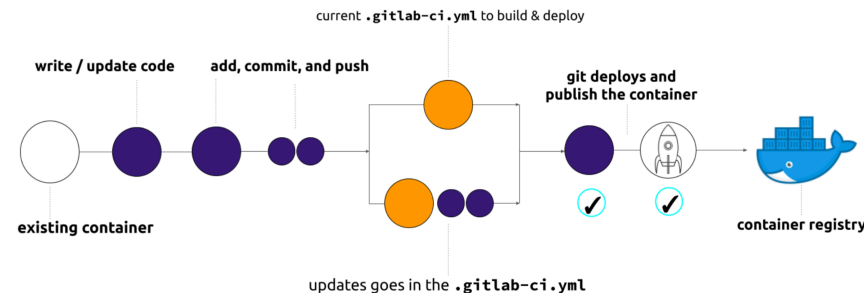 current .gitlab-ci.yml to build & deploy
write / update code
add, commit, and push
git deploys and
publish the container
existing container
container registry
updates goes in the .gitlab-ci.yml